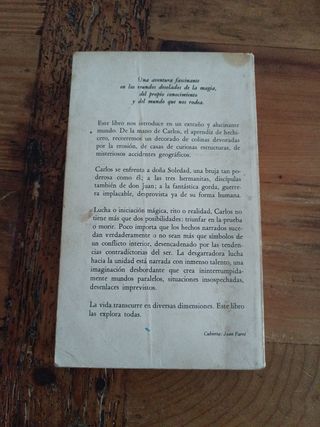 Una aventura fascinante
en los mundos desolados de la magia,
del propio conocimiento
y del mundo que nos rodea.
Este libro nos introduce en un extraño y alucinante
mundo. De la mano de Carlos, el aprendiz de hechi-
cero, recorremos un decorado de colinas devoradas
por la erosión, de casas de curiosas estructuras, de
misteriosos accidentes geográficos.
Carlos se enfrenta a doña Soledad, una bruja tan po-
derosa como él; a las tres hermanitas, discípulas
también de don Juan; a la fantástica gorda, guerre-
ra implacable, desprovista ya de su forma humana.
Lucha o iniciación mágica, rito o realidad, Carlos no
tiene más que dos posibilidades: triunfar en la prueba
o morir. Poco importa que los hechos narrados suce-
dan verdaderamente o no sean más que símbolos de
un conflicto interior, desencadenado por las tenden-
cias contradictorias del ser. La desgarradora lucha
hacia la unidad está narrada con inmenso talento, una
imaginación desbordante que crea ininterrumpida-
mente mundos paralelos, situaciones insospechadas,
desenlaces imprevistos.
La vida transcurre en diversas dimensiones. Este libro
las explora todas.
Cubierta: Joan Farré